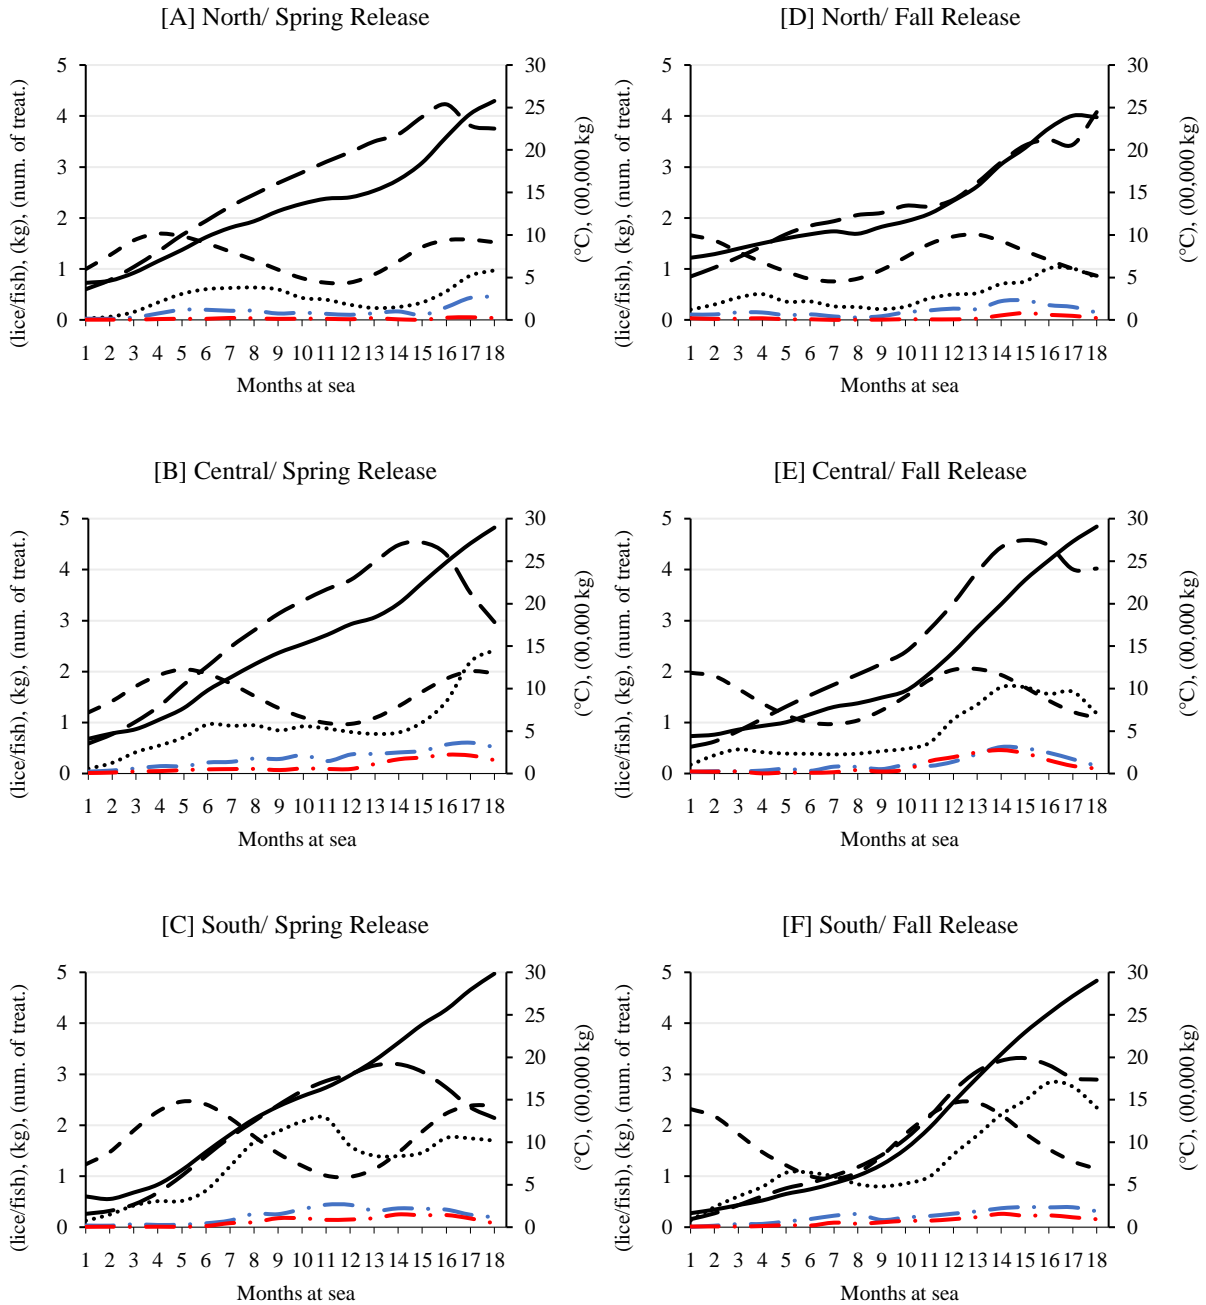 [A] North/ Spring Release
(lice/fish), (kg), (num. of treat.)
5
4
3
2
1
0
30
25
20
15
10
5
0
(°C), (00,000 kg)
1 2 3 4 5 6 7 8 9 10 11 12 13 14 15 16 17 18
Months at sea
[D] North/ Fall Release
(lice/fish), (kg), (num. of treat.)
5
4
3
2
1
0
30
25
20
15
10
5
0
(°C), (00,000 kg)
1 2 3 4 5 6 7 8 9 10 11 12 13 14 15 16 17 18
Months at sea
[B] Central/ Spring Release
(lice/fish), (kg), (num. of treat.)
5
4
3
2
1
0
30
25
20
15
10
5
0
(°C), (00,000 kg)
1 2 3 4 5 6 7 8 9 10 11 12 13 14 15 16 17 18
Months at sea
[E] Central/ Fall Release
(lice/fish), (kg), (num. of treat.)
5
4
3
2
1
0
30
25
20
15
10
5
0
(°C), (00,000 kg)
1 2 3 4 5 6 7 8 9 10 11 12 13 14 15 16 17 18
Months at sea
[C] South/ Spring Release
(lice/fish), (kg), (num. of treat.)
5
4
3
2
1
0
30
25
20
15
10
5
0
(°C), (00,000 kg)
1 2 3 4 5 6 7 8 9 10 11 12 13 14 15 16 17 18
Months at sea
[F] South/ Fall Release
(lice/fish), (kg), (num. of treat.)
5
4
3
2
1
0
30
25
20
15
10
5
0
(°C), (00,000 kg)
1 2 3 4 5 6 7 8 9 10 11 12 13 14 15 16 17 18
Months at sea